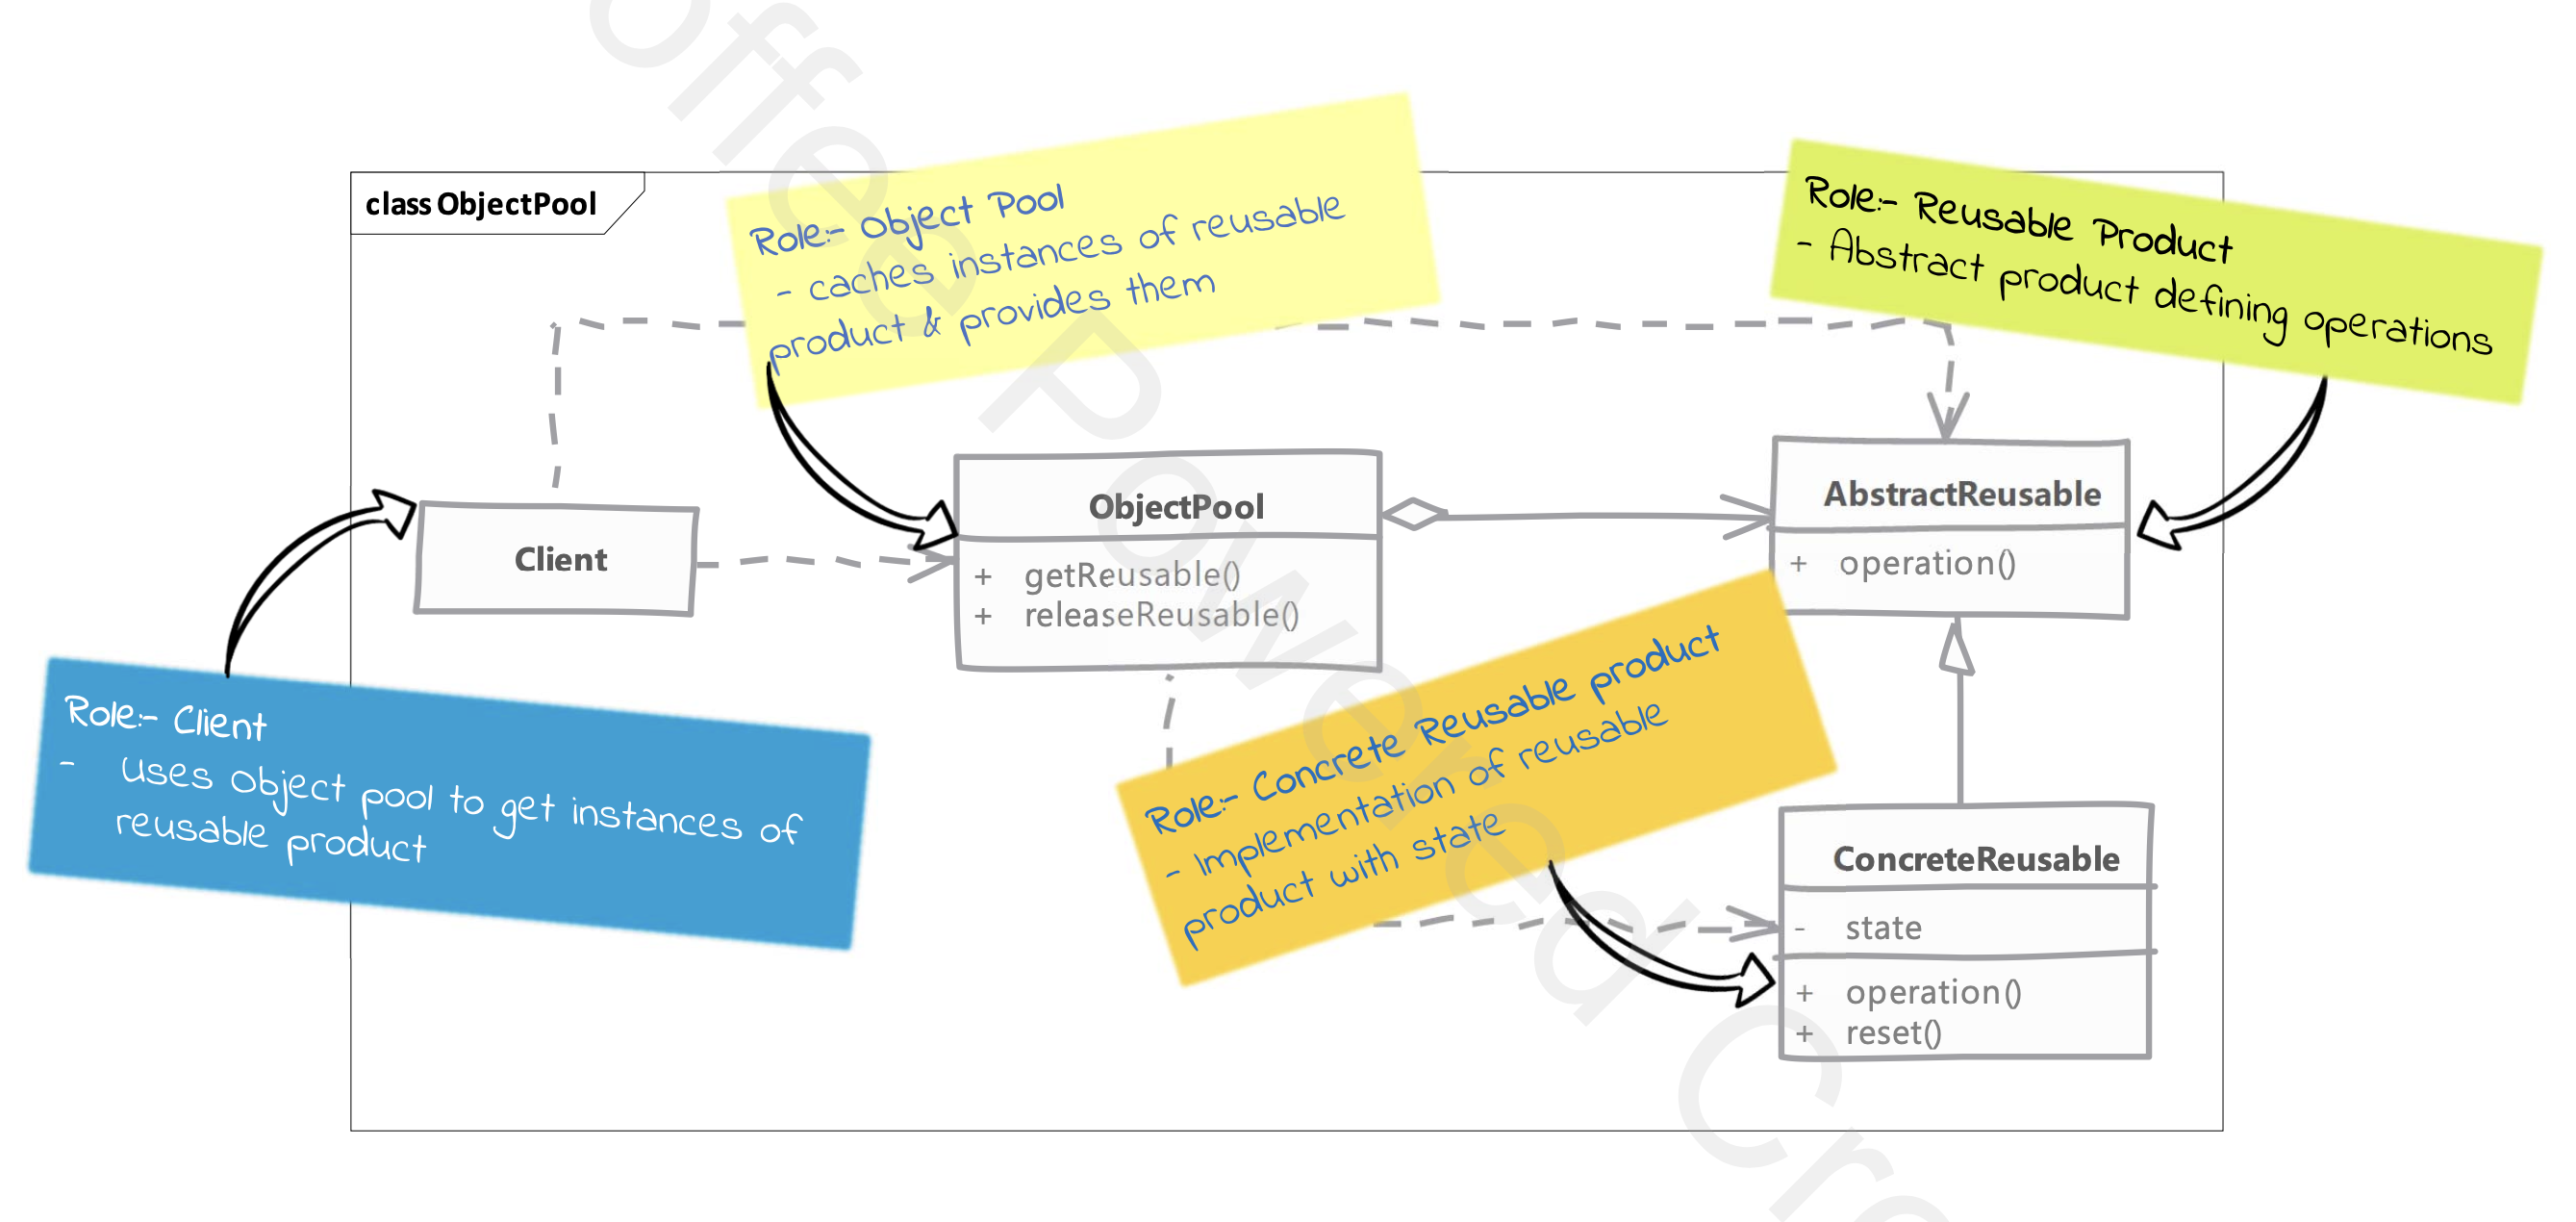 class ObjectPool
Role:- Object Pool
- caches instances of reusable
product & provides them
Role:- Reusable Product
- Abstract product defining operations
Client
ObjectPool
+ getReusable()
+ releaseReusable()
AbstractReusable
+ operation()
Role:- Client
- Uses Object pool to get instances of
reusable product
Role:- Concrete Reusable product
- Implementation of reusable
product with state
ConcreteReusable
- state
+ operation()
+ reset()
offee Powered Cre